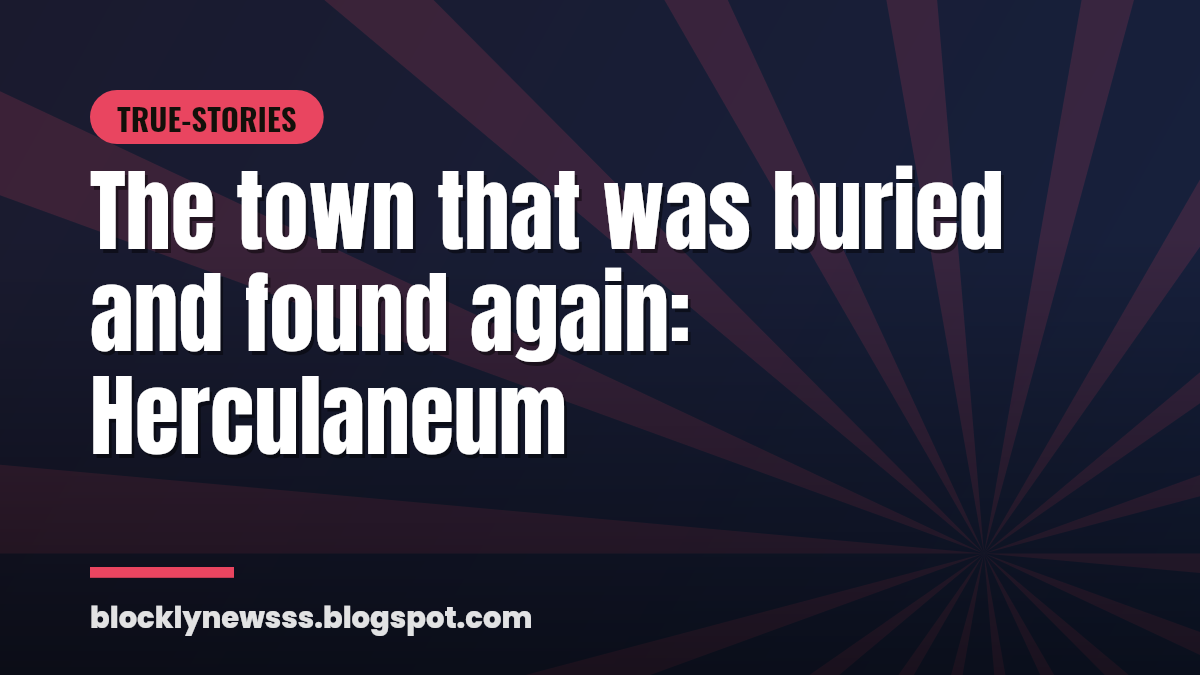 TRUE-STORIES
The town that was buried
and found again:
Herculaneum
blocklynewsss.blogspot.com